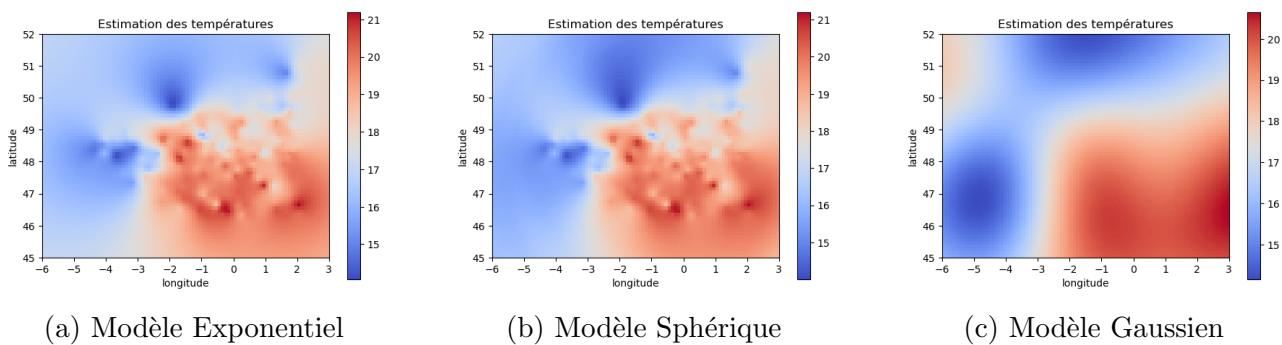 Estimation des températures
52
51
50
49
48
47
46
45
latitude
−6 −5 −4 −3 −2 −1 0 1 2 3
longitude
21
20
19
18
17
16
15
(a) Modèle Exponentiel
Estimation des températures
52
51
50
49
48
47
46
45
latitude
−6 −5 −4 −3 −2 −1 0 1 2 3
longitude
21
20
19
18
17
16
15
(b) Modèle Sphérique
Estimation des températures
52
51
50
49
48
47
46
45
latitude
−6 −5 −4 −3 −2 −1 0 1 2 3
longitude
20
19
18
17
16
15
(c) Modèle Gaussien